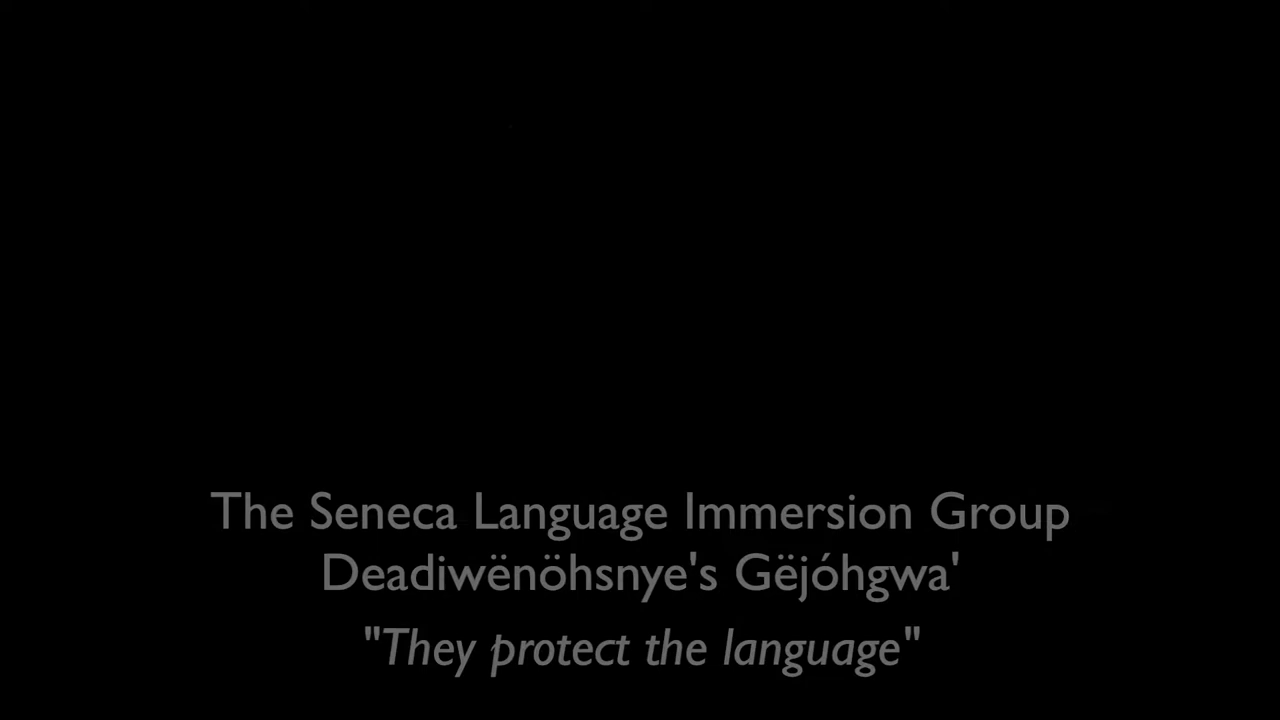 The Seneca Language Immersion Group
Deadiwënöhsnye's Gëjóhgwa'
"They protect the language"